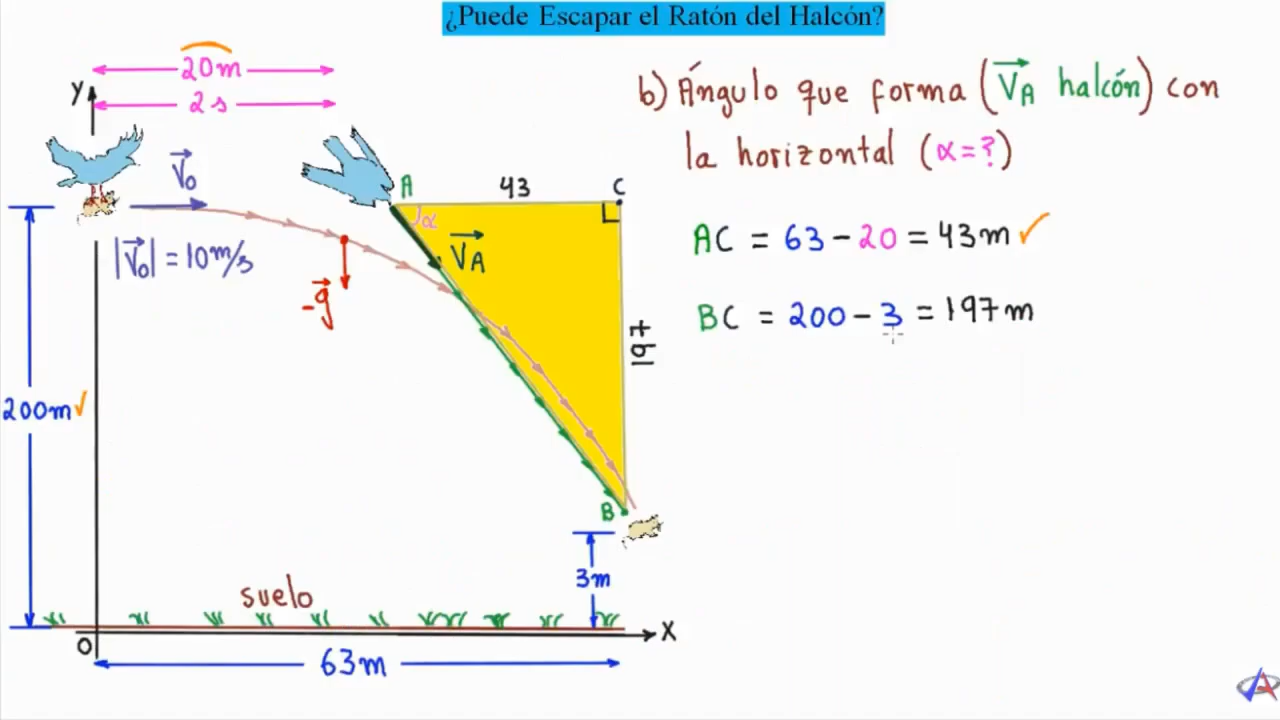 ¿Puede Escapar el Ratón del Halcón?
20m
2s
Y
V₀
|V₀| = 10m/s
-g
A
43
C
α
VA
197
B
200m
3m
suelo
O
X
63m
b) Ángulo que forma (VA halcón) con
la horizontal (α=?)
AC = 63 - 20 = 43m
BC = 200 - 3 = 197m